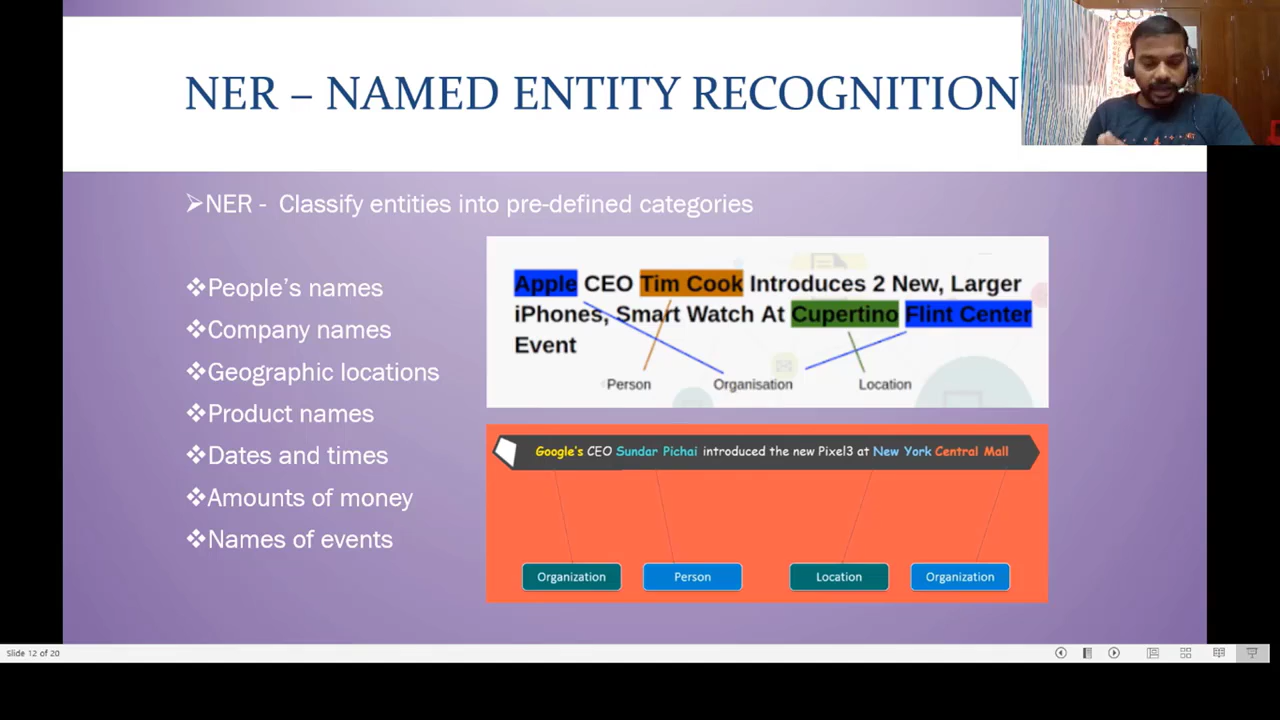 NER – NAMED ENTITY RECOGNITION
NER - Classify entities into pre-defined categories
People's names
Company names
Geographic locations
Product names
Dates and times
Amounts of money
Names of events
Apple CEO Tim Cook Introduces 2 New, Larger
iPhones, Smart Watch At Cupertino Flint Center
Event
Person Organisation Location
Google's CEO Sundar Pichai introduced the new Pixel3 at New York Central Mall
Organization Person Location Organization
Slide 12 of 20